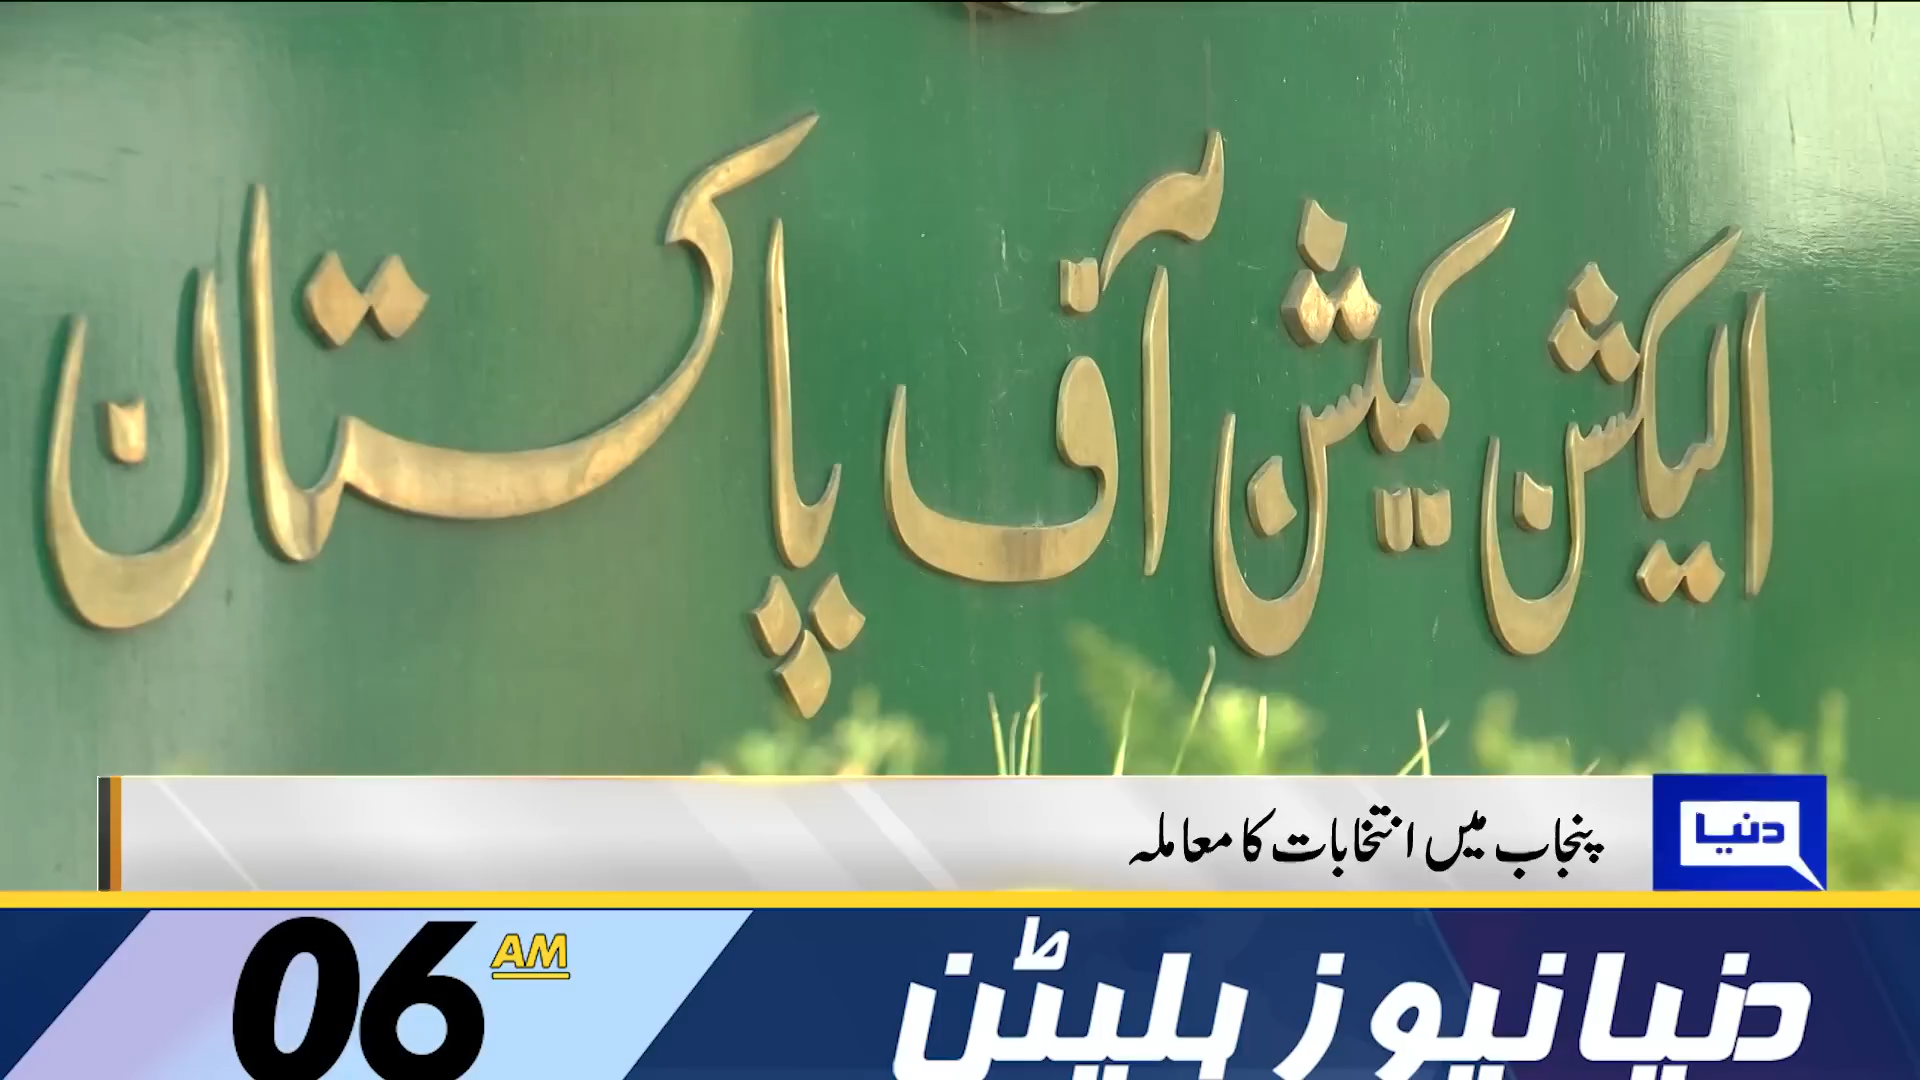 الیکشن کمیشن آف پاکستان
پنجاب میں انتخابات کا معاملہ
دنیا
06 AM
دنیا نیوز بلیٹن